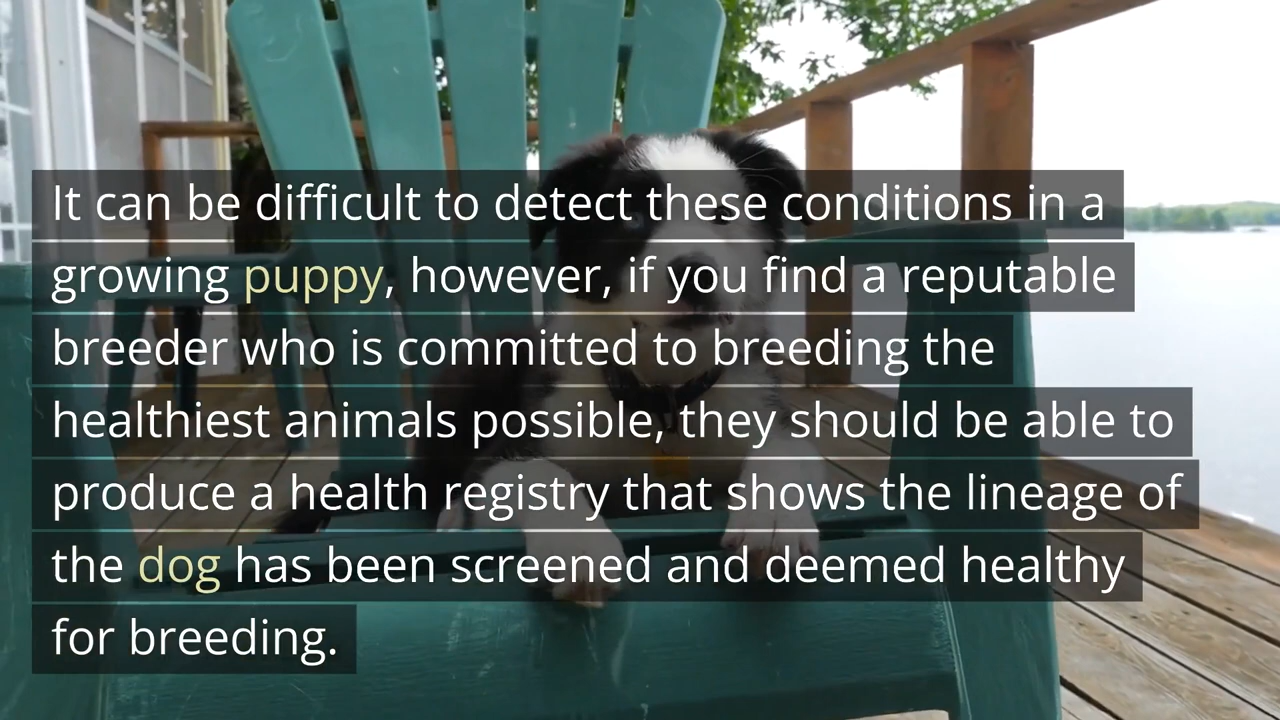 It can be difficult to detect these conditions in a
growing puppy, however, if you find a reputable
breeder who is committed to breeding the
healthiest animals possible, they should be able to
produce a health registry that shows the lineage of
the dog has been screened and deemed healthy
for breeding.